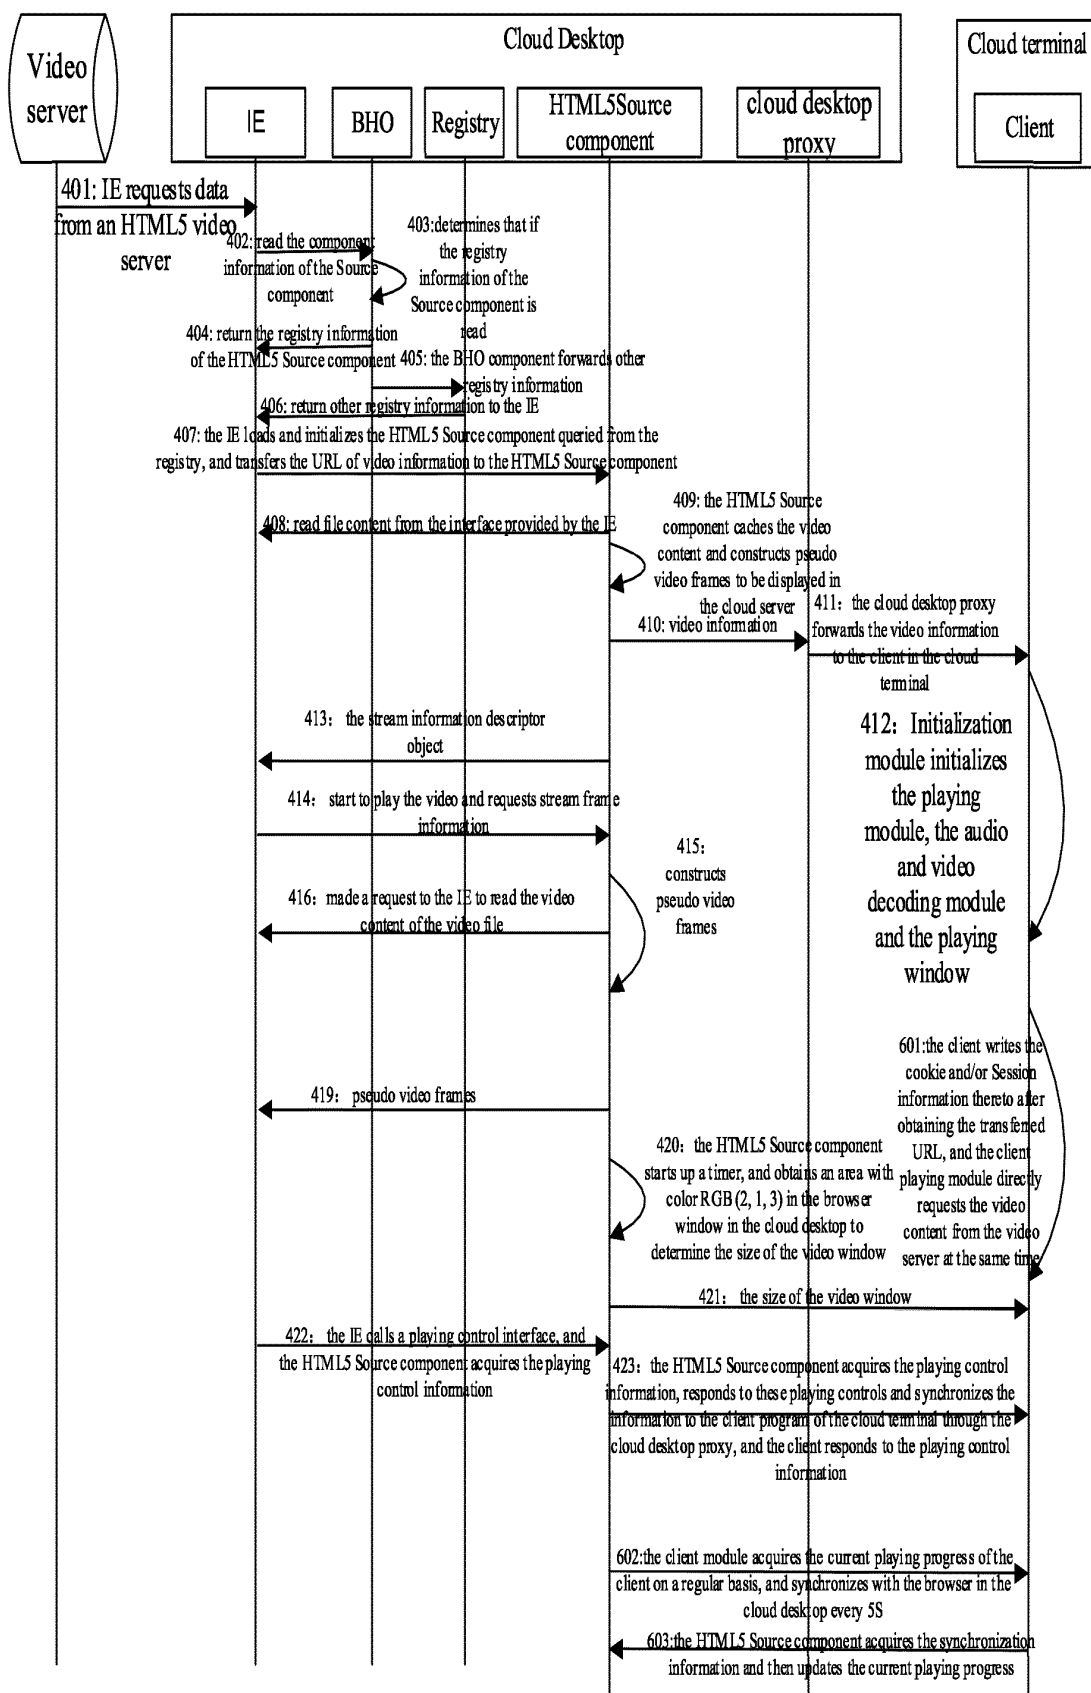 Video
server
Cloud Desktop
IE
BHO
Registry
HTML5Source
component
cloud desktop
proxy
Cloud terminal
Client
401: IE requests data
from an HTML5 video
server
402: read the component
information of the Source
component
403:determines that if
the registry
information of the
Source component is
read
404: return the registry information
of the HTML5 Source component
405: the BHO component forwards other
registry information
406: return other registry information to the IE
407: the IE loads and initializes the HTML5 Source component queried from the
registry, and transfers the URL of video information to the HTML5 Source component
408: read file content from the interface provided by the IE
409: the HTML5 Source
component caches the video
content and constructs pseudo
video frames to be displayed in
the cloud server
410: video information
411: the cloud desktop proxy
forwards the video information
to the client in the cloud
terminal
412: Initialization
module initializes
the playing
module, the audio
and video
decoding module
and the playing
window
413: the stream information descriptor
object
414: start to play the video and requests stream frame
information
415:
constructs
pseudo video
frames
416: made a request to the IE to read the video
content of the video file
601:the client writes the
cookie and/or Session
information thereto after
obtaining the transferred
URL, and the client
playing module directly
requests the video
content from the video
server at the same time
419: pseudo video frames
420: the HTML5 Source component
starts up a timer, and obtains an area with
color RGB (2, 1, 3) in the browser
window in the cloud desktop to
determine the size of the video window
421: the size of the video window
422: the IE calls a playing control interface, and
the HTML5 Source component acquires the playing
control information
423: the HTML5 Source component acquires the playing control
information, responds to these playing controls and synchronizes the
information to the client program of the cloud terminal through the
cloud desktop proxy, and the client responds to the playing control
information
602:the client module acquires the current playing progress of the
client on a regular basis, and synchronizes with the browser in the
cloud desktop every 5S
603:the HTML5 Source component acquires the synchronization
information and then updates the current playing progress